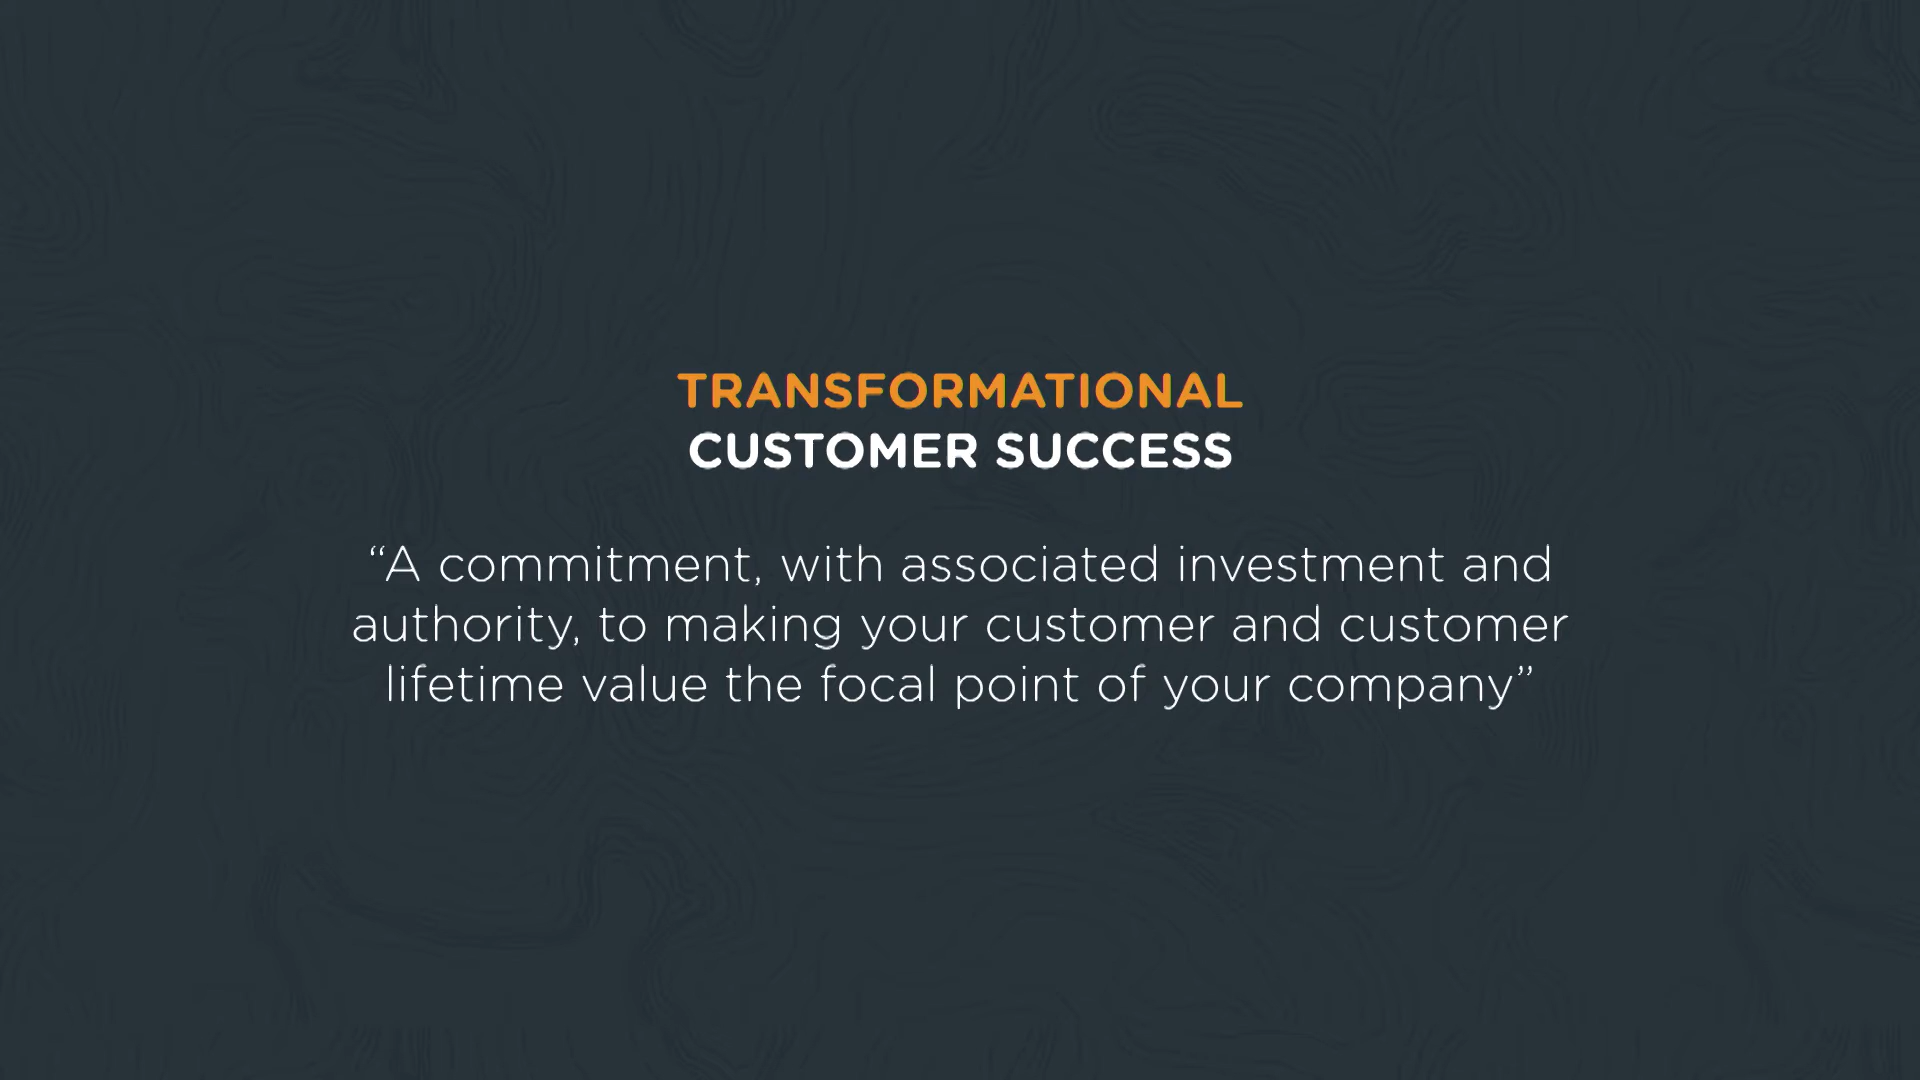 TRANSFORMATIONAL
CUSTOMER SUCCESS
“A commitment, with associated investment and
authority, to making your customer and customer
lifetime value the focal point of your company”